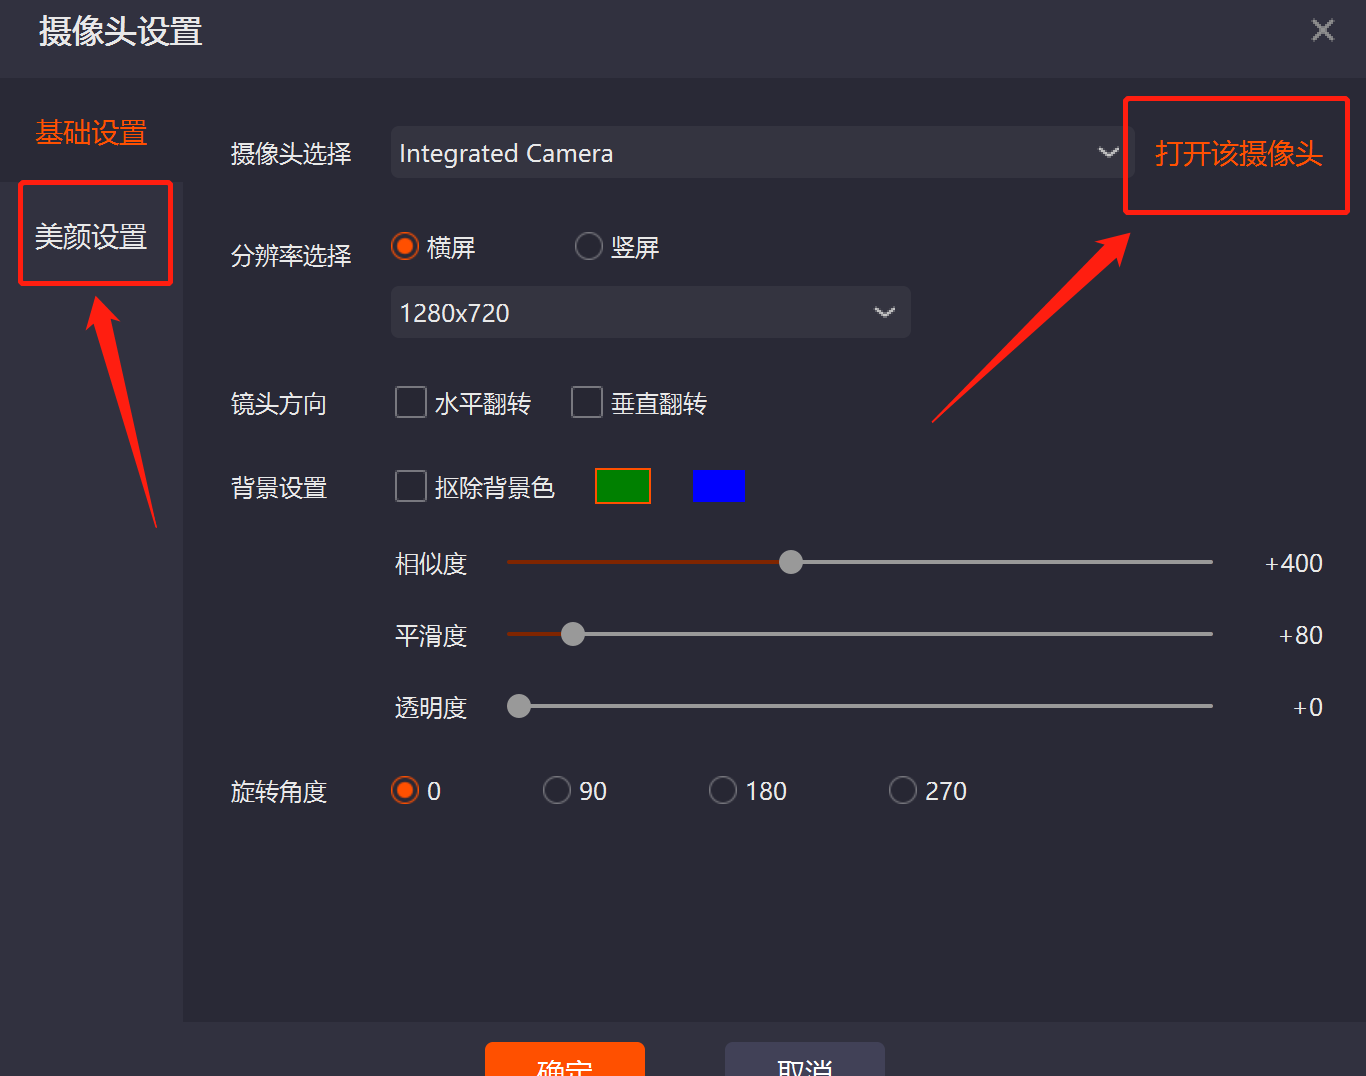 摄像头设置
基础设置
美颜设置
摄像头选择 Integrated Camera 打开该摄像头
分辨率选择 横屏 竖屏
1280x720
镜头方向 水平翻转 垂直翻转
背景设置 抠除背景色
相似度 +400
平滑度 +80
透明度 +0
旋转角度 0 90 180 270
确定 取消